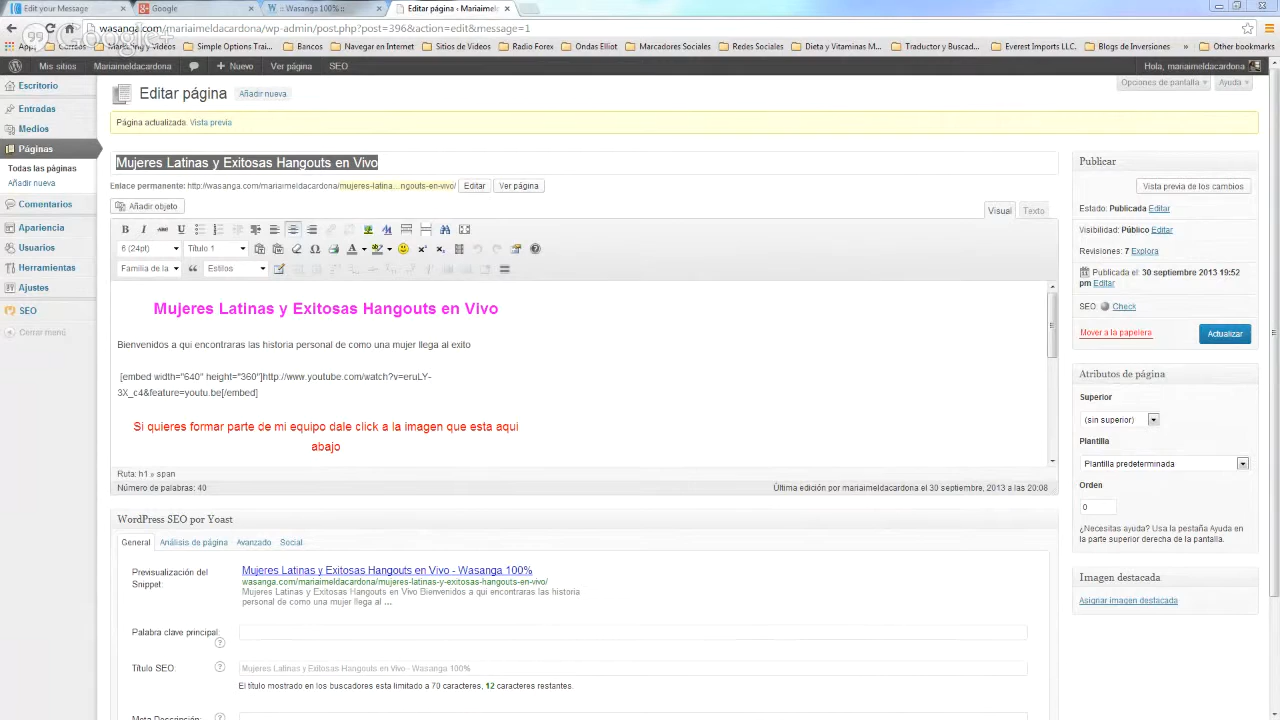 Edit your Message
Google
Wasanga 100% ::
Editar página ‹ Mariaimel
wasanga.com/mariaimeldacardona/wp-admin/post.php?post=396&action=edit&message=1
Google+
Simple Options Trai...
Bancos
Learn to Invest
Sitios de Videos
Radio Forex
Ondas Elliot
Marcadores Sociales
Redes Sociales
Dieta y Vitaminas M...
Traductor y Buscad...
Everest Imports LLC.
Blogs de Inversiones
»
Other bookmarks
Mis sitios
Mariaimeldacardona
Nuevo
Ver página
SEO
Hola, mariaimeldacardona
Escritorio
Entradas
Medios
Páginas
Todas las páginas
Añadir nueva
Comentarios
Apariencia
Usuarios
Herramientas
Ajustes
SEO
Cerrar menú
Opciones de pantalla
Ayuda
Editar página
Añadir nueva
Página actualizada. Vista previa
Mujeres Latinas y Exitosas Hangouts en Vivo
Enlace permanente: http://wasanga.com/mariaimeldacardona/mujeres-latina...ngouts-en-vivo/
Editar
Ver página
Añadir objeto
Visual
Texto
6 (24pt)
Título 1
Familia de la
Estilos
Mujeres Latinas y Exitosas Hangouts en Vivo
Bienvenidos a qui encontraras las historia personal de como una mujer llega al exito
[embed width="640" height="360"]http://www.youtube.com/watch?v=eruLY-
3X_c4&feature=youtu.be[/embed]
Si quieres formar parte de mi equipo dale click a la imagen que esta aqui
abajo
Ruta: h1 » span
Número de palabras: 40
Última edición por mariaimeldacardona el 30 septiembre, 2013 a las 20:08
WordPress SEO por Yoast
General
Análisis de página
Avanzado
Social
Previsualización del
Snippet:
Mujeres Latinas y Exitosas Hangouts en Vivo - Wasanga 100%
wasanga.com/mariaimeldacardona/mujeres-latinas-y-exitosas-hangouts-en-vivo/
Mujeres Latinas y Exitosas Hangouts en Vivo Bienvenidos a qui encontraras las historia
personal de como una mujer llega al ...
Palabra clave principal:
Título SEO:
Mujeres Latinas y Exitosas Hangouts en Vivo - Wasanga 100%
El título mostrado en los buscadores esta limitado a 70 caracteres, 12 caracteres restantes.
Meta Descripción:
Publicar
Vista previa de los cambios
Estado: Publicada Editar
Visibilidad: Público Editar
Revisiones: 7 Explora
Publicada el: 30 septiembre 2013 19:52
pm Editar
SEO: Check
Mover a la papelera
Actualizar
Atributos de página
Superior
(sin superior)
Plantilla
Plantilla predeterminada
Orden
0
¿Necesitas ayuda? Usa la pestaña Ayuda en
la parte superior derecha de la pantalla.
Imagen destacada
Asignar imagen destacada